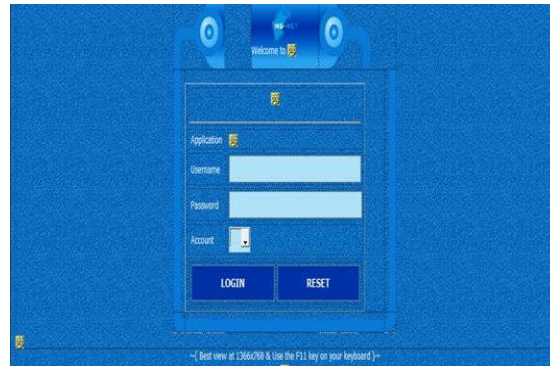 Welcome to
Application
Username
Password
Account
LOGIN RESET
~{ Best view at 1366x768 & Use the F11 key on your keyboard }~